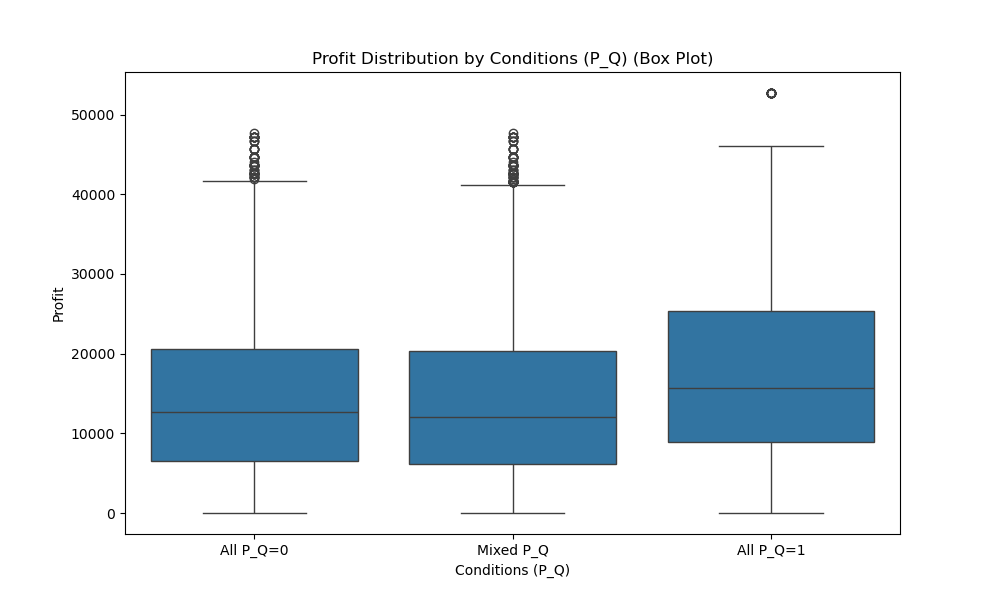 Profit Distribution by Conditions (P_Q) (Box Plot)
50000
40000
30000
20000
10000
0
Profit
All P_Q=0
Mixed P_Q
All P_Q=1
Conditions (P_Q)